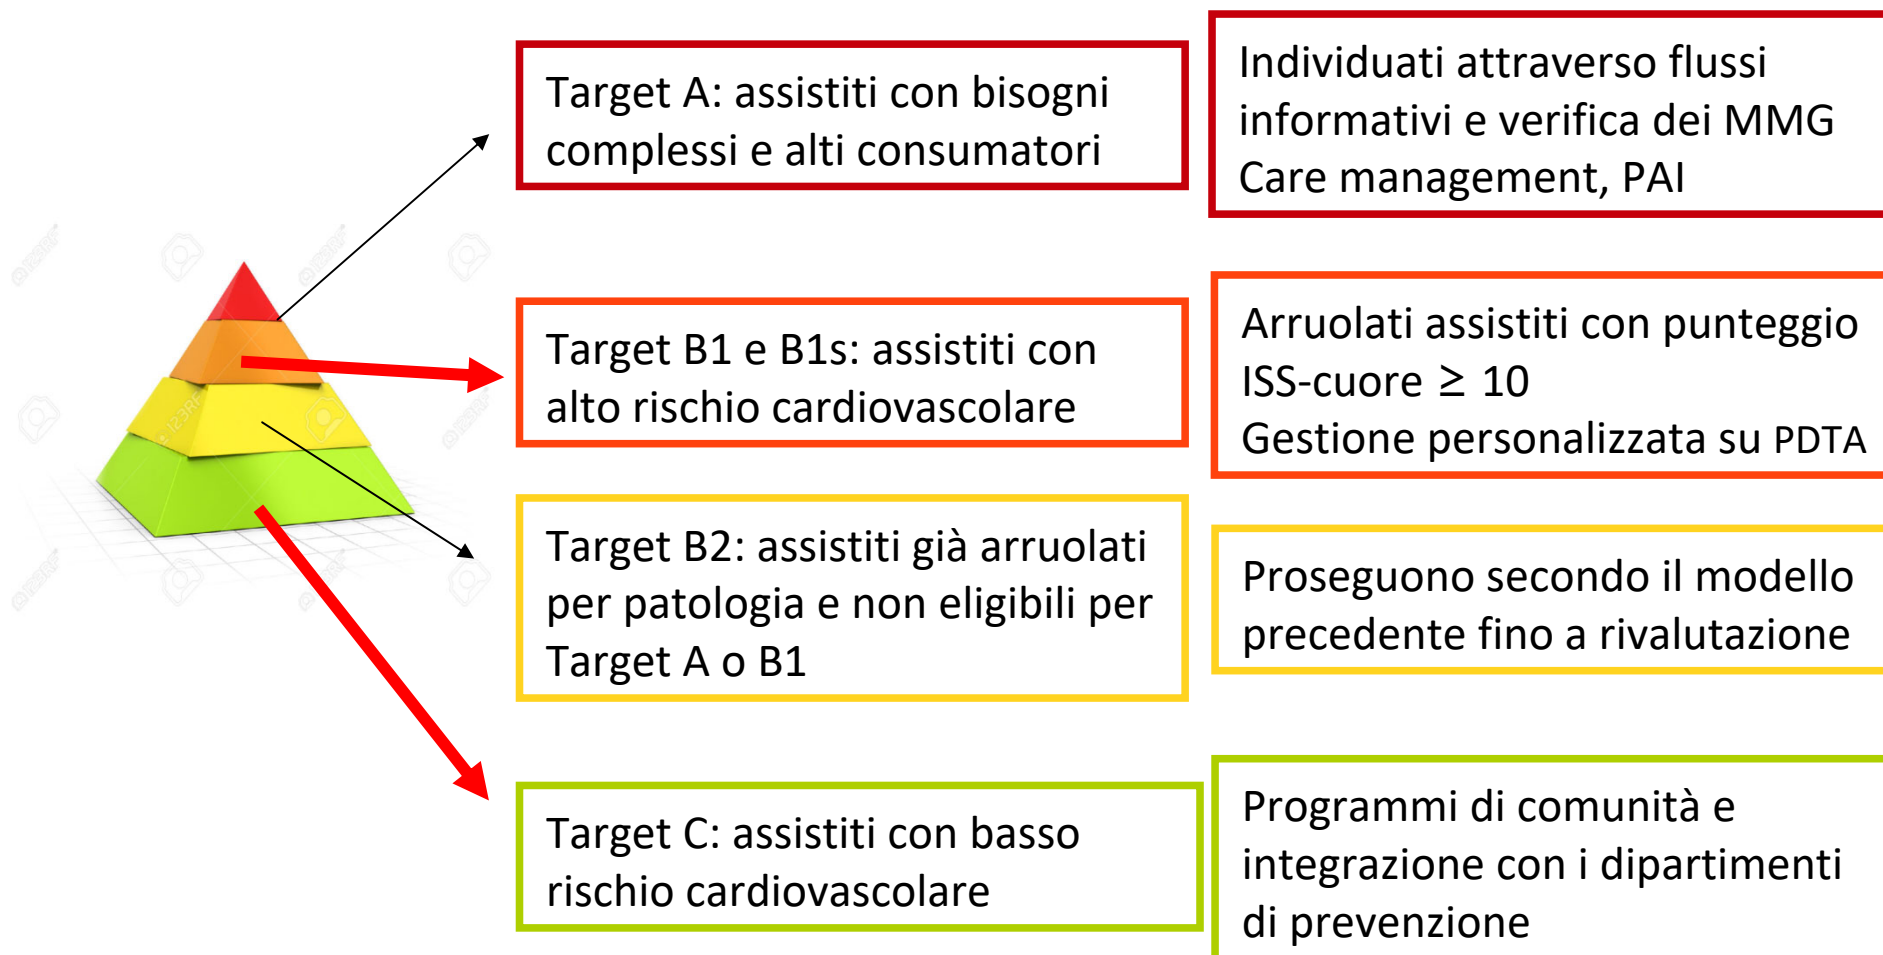 Target A: assistiti con bisogni
complessi e alti consumatori
Individuati attraverso flussi
informativi e verifica dei MMG
Care management, PAI
Target B1 e B1s: assistiti con
alto rischio cardiovascolare
Arruolati assistiti con punteggio
ISS-cuore ≥ 10
Gestione personalizzata su PDTA
Target B2: assistiti già arruolati
per patologia e non eligibili per
Target A o B1
Proseguono secondo il modello
precedente fino a rivalutazione
Target C: assistiti con basso
rischio cardiovascolare
Programmi di comunità e
integrazione con i dipartimenti
di prevenzione